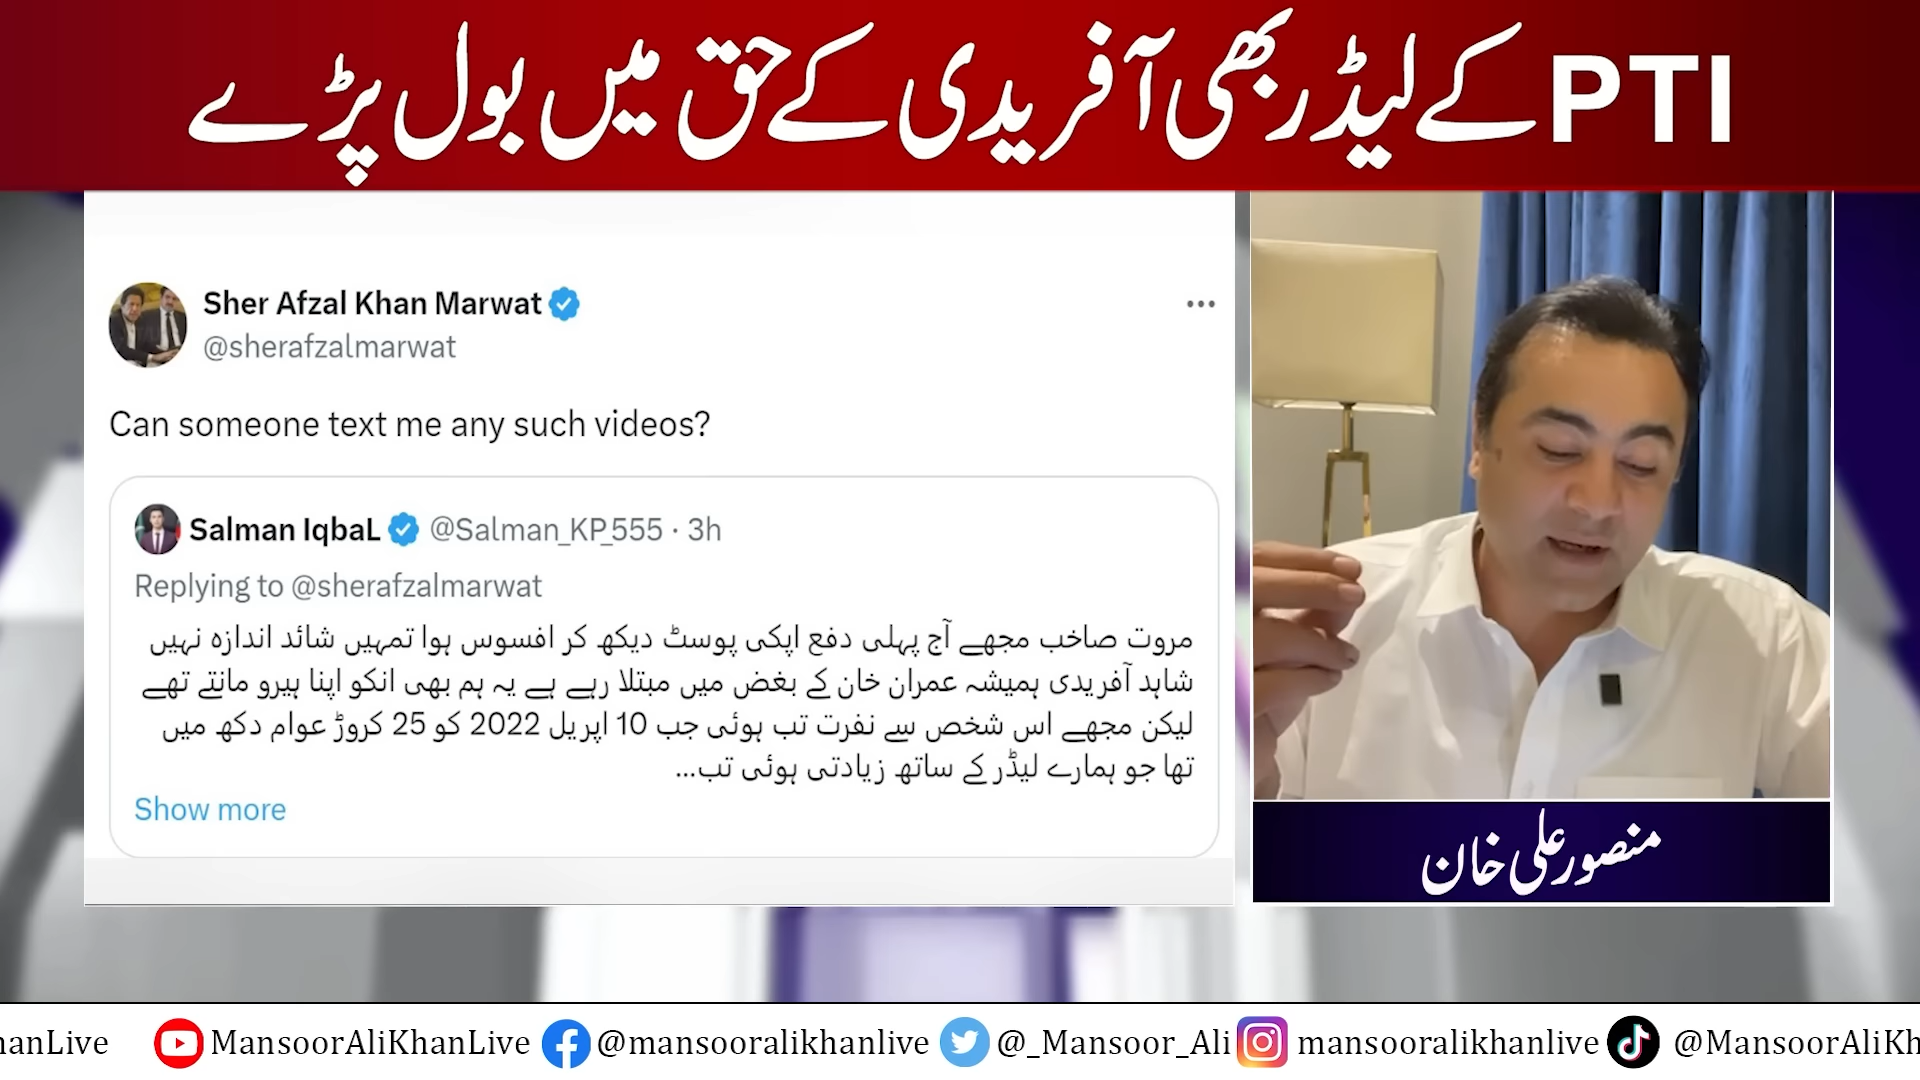 PTI کے لیڈر بھی آفریدی کے حق میں بول پڑے
Sher Afzal Khan Marwat
@sherafzalmarwat
Can someone text me any such videos?
Salman IqbaL @Salman_KP_555 · 3h
Replying to @sherafzalmarwat
مروت صاخب مجھے آج پہلی دفع اپکی پوسٹ دیکھ کر افسوس ہوا تمہیں شائد اندازہ نہیں
شاہد آفریدی ہمیشہ عمران خان کے بغض میں مبتلا رہے ہے یہ ہم بھی انکو اپنا ہیرو مانتے تھے
لیکن مجھے اس شخص سے نفرت تب ہوئی جب 10 اپریل 2022 کو 25 کروڑ عوام دکھ میں
تھا جو ہمارے لیڈر کے ساتھ زیادتی ہوئی تب...
Show more
منصور علی خان
hanLive MansoorAliKhanLive @mansooralikhanlive @_Mansoor_Ali mansooralikhanlive @MansoorAliKh